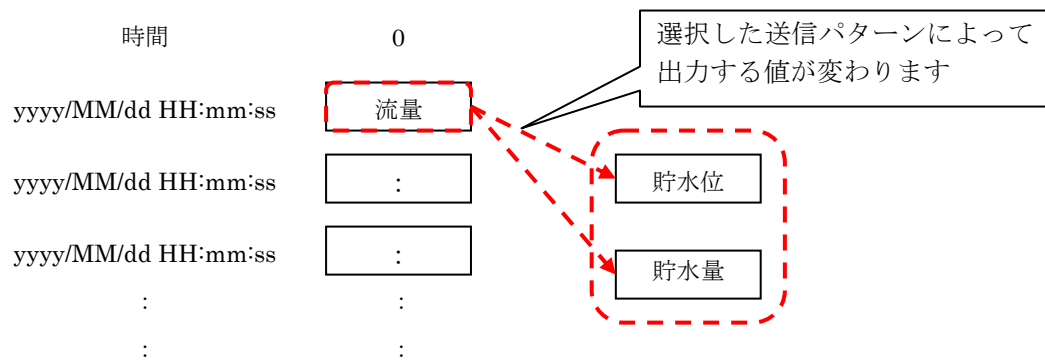 時間 0
選択した送信パターンによって
出力する値が変わります
yyyy/MM/dd HH:mm:ss 流量
yyyy/MM/dd HH:mm:ss :
貯水位
yyyy/MM/dd HH:mm:ss :
貯水量
: :
: :